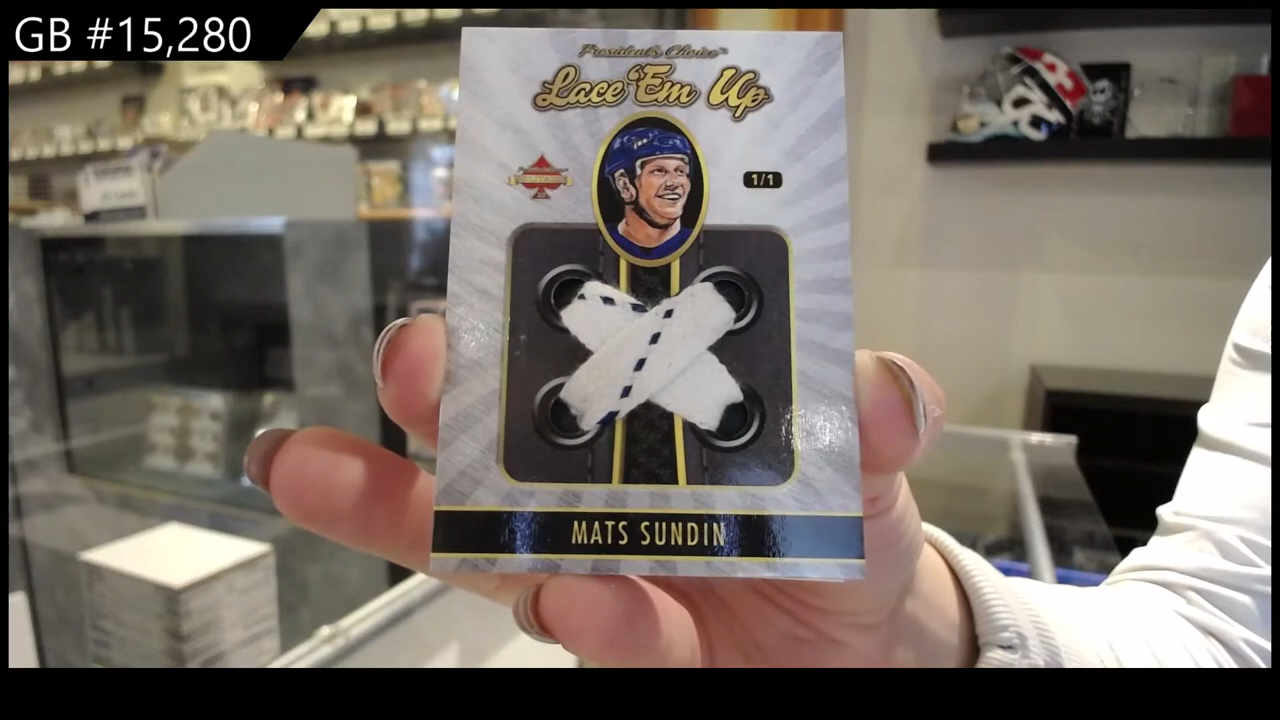 GB #15,280
President's Choice
Lace 'Em Up
1/1
MATS SUNDIN